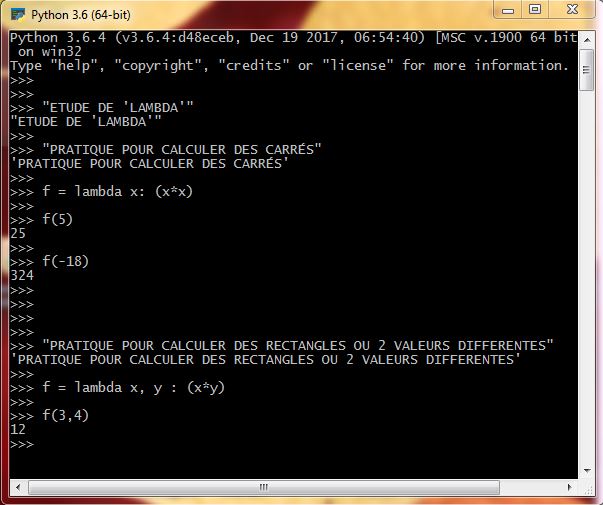 Python 3.6 (64-bit)
Python 3.6.4 (v3.6.4:d48eceb, Dec 19 2017, 06:54:40) [MSC v.1900 64 bit
 on win32
Type "help", "copyright", "credits" or "license" for more information.
>>>
>>>
>>> "ETUDE DE 'LAMBDA'"
"ETUDE DE 'LAMBDA'"
>>>
>>> "PRATIQUE POUR CALCULER DES CARRÉS"
'PRATIQUE POUR CALCULER DES CARRÉS'
>>>
>>> f = lambda x: (x*x)
>>>
>>> f(5)
25
>>>
>>> f(-18)
324
>>>
>>>
>>>
>>>
>>> "PRATIQUE POUR CALCULER DES RECTANGLES OU 2 VALEURS DIFFERENTES"
'PRATIQUE POUR CALCULER DES RECTANGLES OU 2 VALEURS DIFFERENTES'
>>>
>>> f = lambda x, y : (x*y)
>>>
>>> f(3,4)
12
>>>